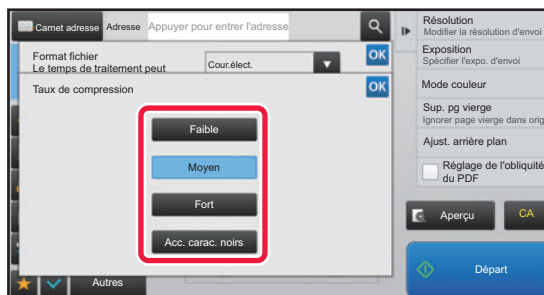 Carnet adresse
Adresse
Appuyer pour entrer l'adresse
Format fichier
Le temps de traitement peut
Cour.élect.
OK
Taux de compression
OK
Faible
Moyen
Fort
Acc. carac. noirs
Autres
Résolution
Modifier la résolution d'envoi
Exposition
Spécifier l'expo. d'envoi
Mode couleur
Sup. pg vierge
Ignorer page vierge dans orig
Ajust. arrière plan
Réglage de l'obliquité
du PDF
Aperçu
CA
Départ